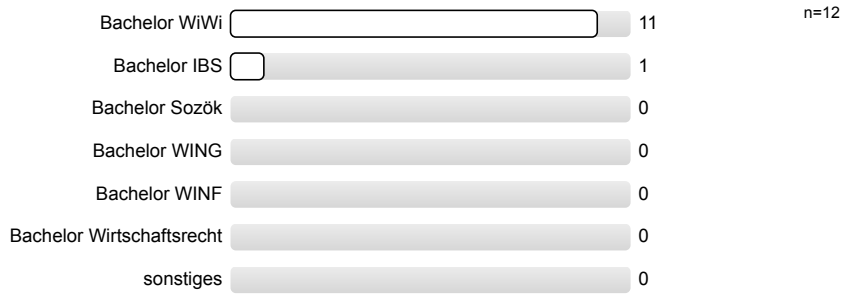 n=12
Bachelor WiWi 11
Bachelor IBS 1
Bachelor Sozök 0
Bachelor WING 0
Bachelor WINF 0
Bachelor Wirtschaftsrecht 0
sonstiges 0